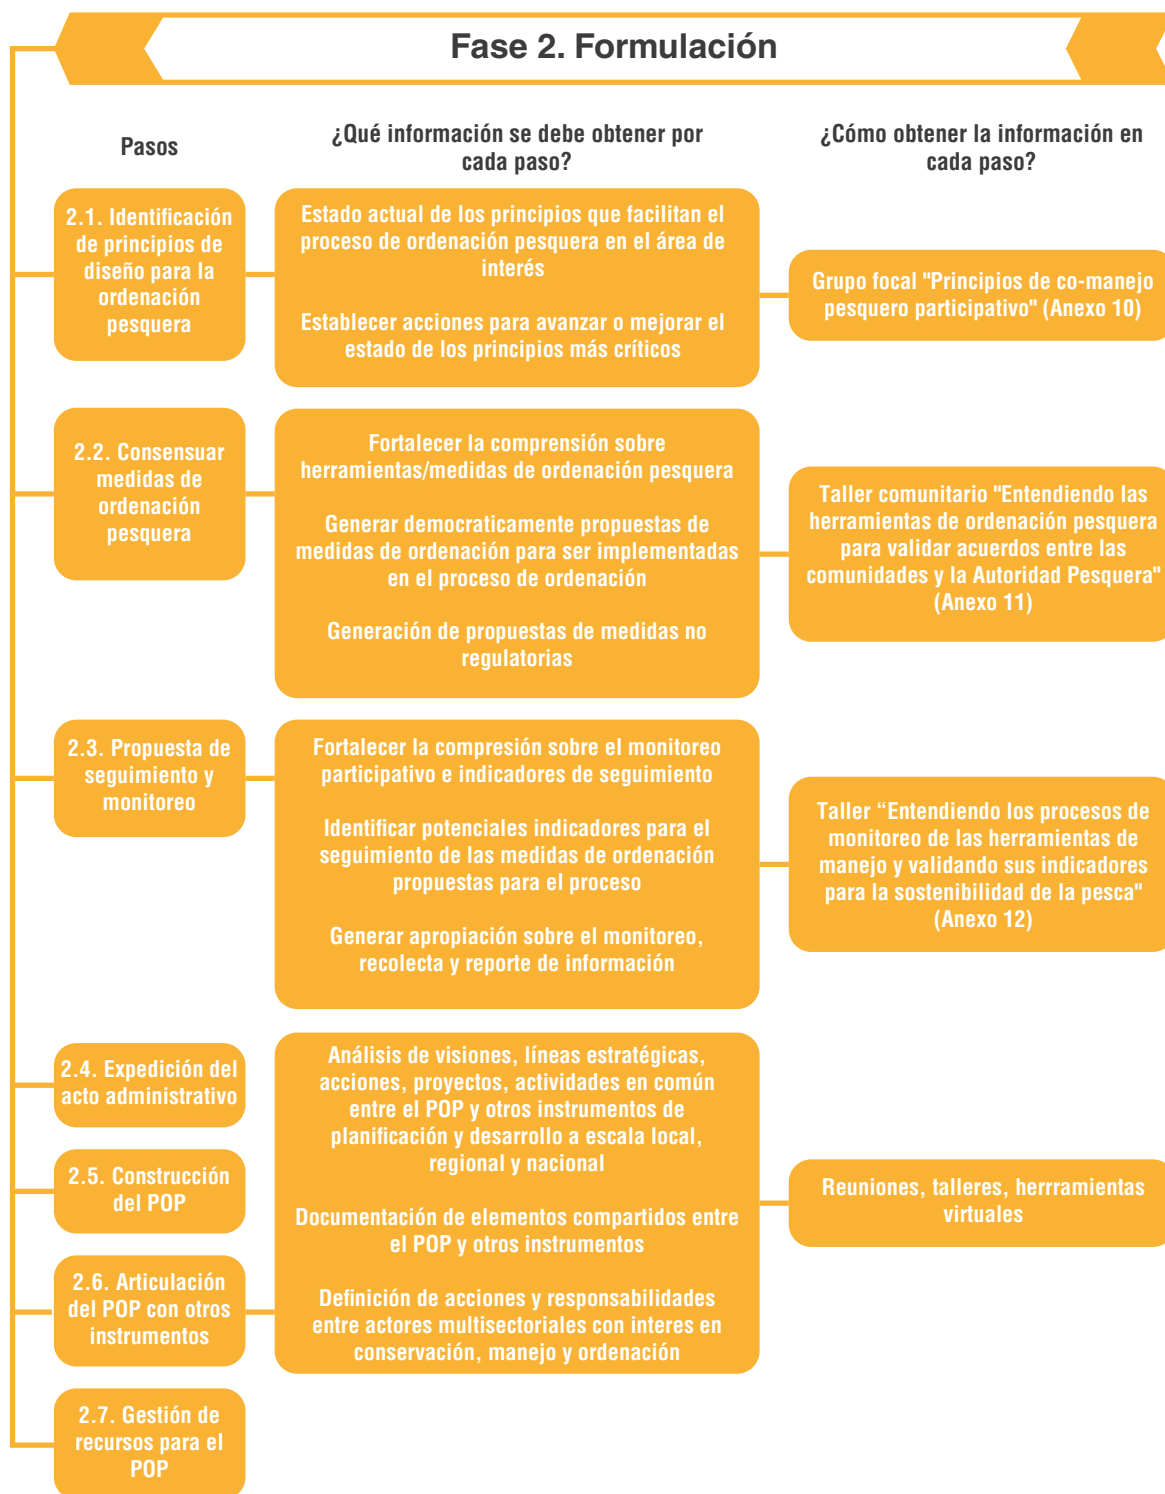 Fase 2. Formulación
Pasos
¿Qué información se debe obtener por
cada paso?
¿Cómo obtener la información en
cada paso?
2.1. Identificación
de principios de
diseño para la
ordenación
pesquera
Estado actual de los principios que facilitan el
proceso de ordenación pesquera en el área de
interés
Establecer acciones para avanzar o mejorar el
estado de los principios más críticos
Grupo focal "Principios de co-manejo
pesquero participativo" (Anexo 10)
2.2. Consensuar
medidas de
ordenación
pesquera
Fortalecer la comprensión sobre
herramientas/medidas de ordenación pesquera
Generar democraticamente propuestas de
medidas de ordenación para ser implementadas
en el proceso de ordenación
Generación de propuestas de medidas no
regulatorias
Taller comunitario "Entendiendo las
herramientas de ordenación pesquera
para validar acuerdos entre las
comunidades y la Autoridad Pesquera"
(Anexo 11)
2.3. Propuesta de
seguimiento y
monitoreo
Fortalecer la compresión sobre el monitoreo
participativo e indicadores de seguimiento
Identificar potenciales indicadores para el
seguimiento de las medidas de ordenación
propuestas para el proceso
Generar apropiación sobre el monitoreo,
recolecta y reporte de información
Taller “Entendiendo los procesos de
monitoreo de las herramientas de
manejo y validando sus indicadores
para la sostenibilidad de la pesca"
(Anexo 12)
2.4. Expedición del
acto administrativo
2.5. Construcción
del POP
2.6. Articulación
del POP con otros
instrumentos
2.7. Gestión de
recursos para el
POP
Análisis de visiones, líneas estratégicas,
acciones, proyectos, actividades en común
entre el POP y otros instrumentos de
planificación y desarrollo a escala local,
regional y nacional
Documentación de elementos compartidos entre
el POP y otros instrumentos
Definición de acciones y responsabilidades
entre actores multisectoriales con interes en
conservación, manejo y ordenación
Reuniones, talleres, herrramientas
virtuales